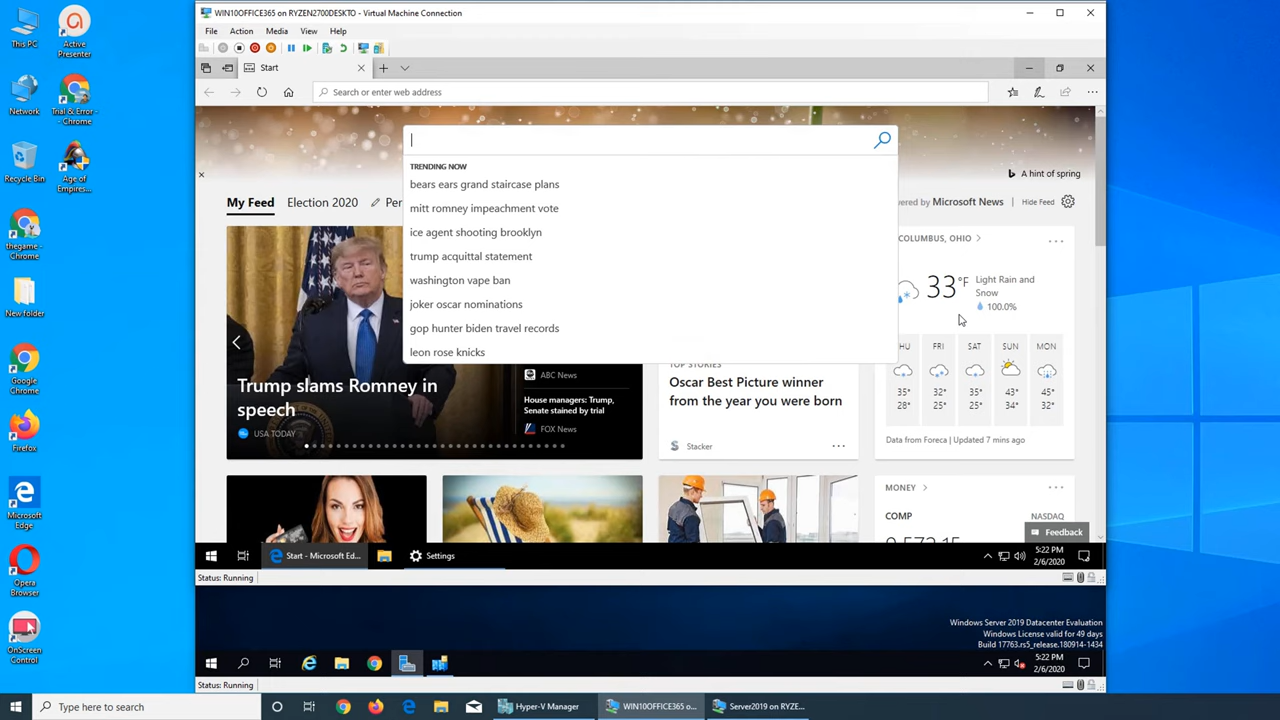 This PC
Active
Presenter
Network
Trial & Error -
Chrome
Recycle Bin
Age of
Empires...
thegame -
Chrome
New folder
Google
Chrome
Firefox
Microsoft
Edge
Opera
Browser
OnScreen
Control
WIN10OFFICE365 on RYZEN2700DESKTO - Virtual Machine Connection
File Action Media View Help
Start
Search or enter web address
TRENDING NOW
bears ears grand staircase plans
mitt romney impeachment vote
ice agent shooting brooklyn
trump acquittal statement
washington vape ban
joker oscar nominations
gop hunter biden travel records
leon rose knicks
A hint of spring
My Feed Election 2020 Pe
wered by Microsoft News Hide Feed
COLUMBUS, OHIO
33°F
Light Rain and
Snow
100.0%
HU FRI SAT SUN MON
35° 32° 35° 43° 45°
28° 25° 25° 34° 32°
Data from Foreca | Updated 7 mins ago
Trump slams Romney in
speech
USA TODAY
ABC News
House managers: Trump,
Senate stained by trial
FOX News
TOP STORIES
Oscar Best Picture winner
from the year you were born
Stacker
MONEY
COMP NASDAQ
Feedback
Start - Microsoft Ed...
Settings
5:22 PM
2/6/2020
Status: Running
Windows Server 2019 Datacenter Evaluation
Windows License valid for 49 days
Build 17763.rs5_release.180914-1434
5:22 PM
2/6/2020
Status: Running
Type here to search
Hyper-V Manager
WIN10OFFICE365 o...
Server2019 on RYZE...